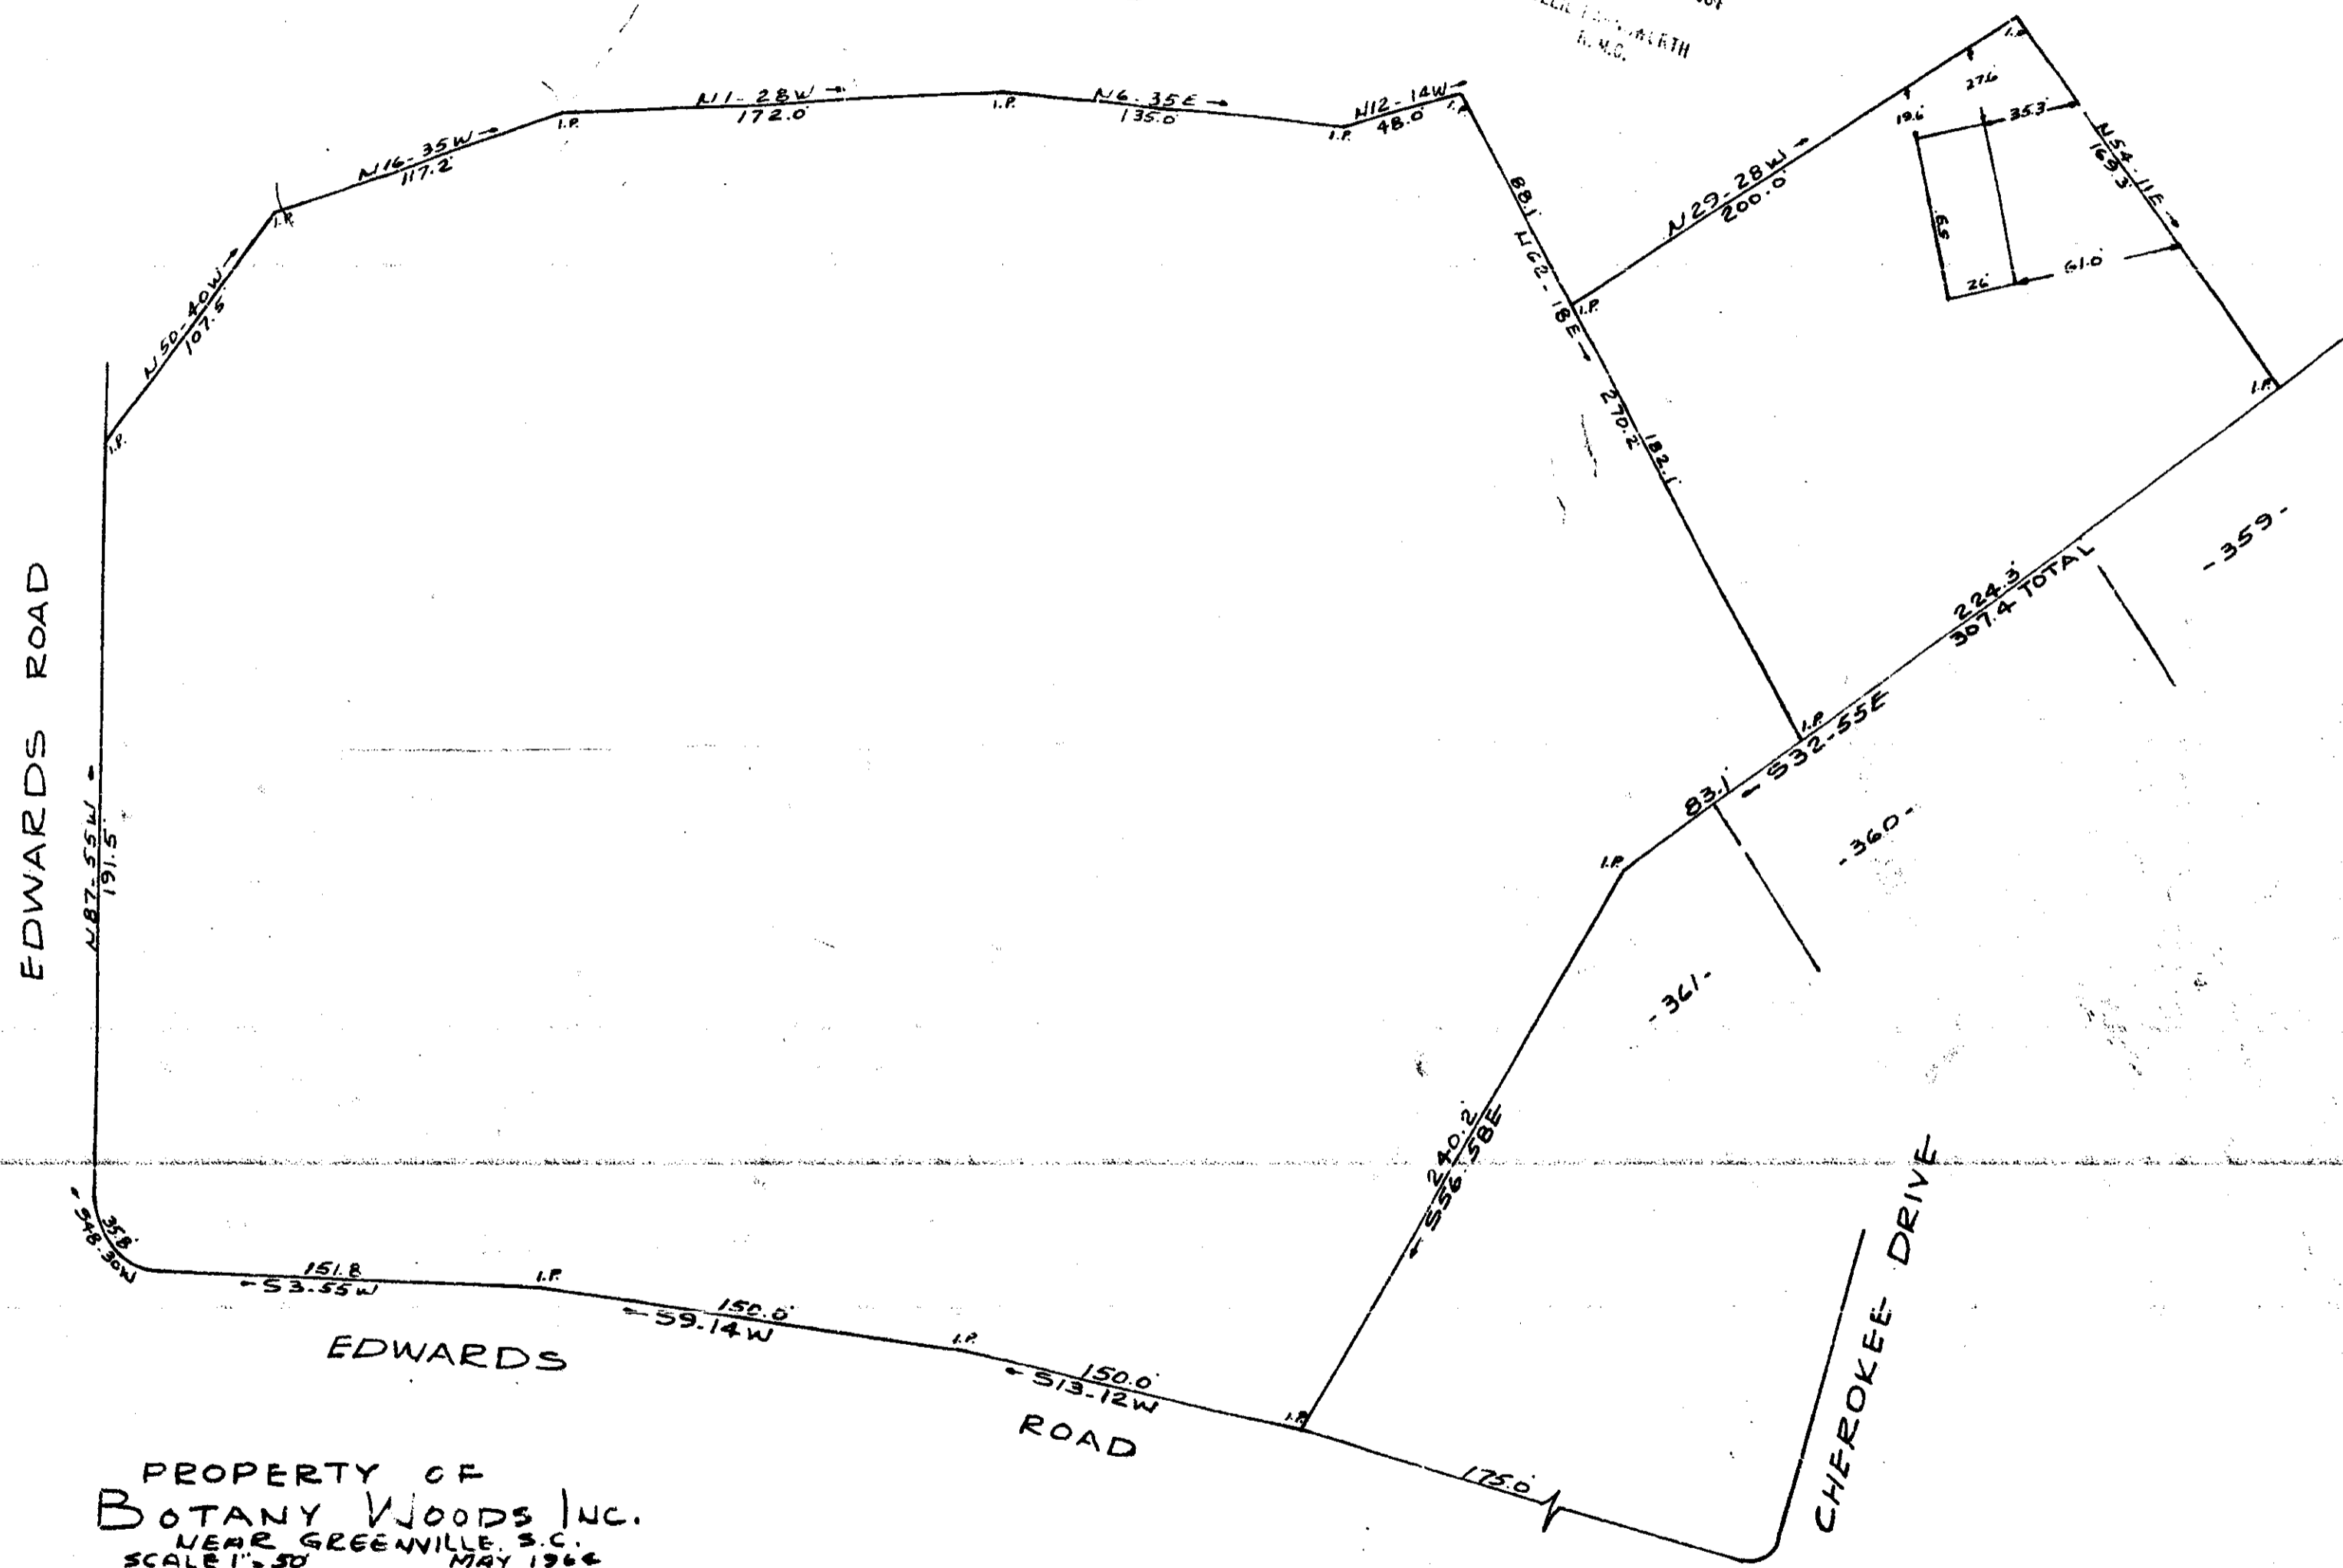 R.M.C.
N1-28W
172.0'
I.P.
N6-35E
135.0'
I.P.
N12-14W
48.0'
I.P.
I.P.
27.6'
19.6'
35.3'
N54-11E
169.3'
55'
26'
61.0'
N29-28W
200.0'
I.P.
N16-35W
117.2'
I.P.
I.P.
N50-40W
107.5'
I.P.
88.1'
N62-18E
270.2'
182.1'
I.P.
I.P.
224.3'
307.4 TOTAL
S32-55E
83.1'
I.P.
-359-
-360-
-361-
EDWARDS ROAD
N87-55W
191.5'
35.8'
S48-30W
151.8
S3-55W
I.P.
150.0'
S9-14W
I.P.
150.0'
S13-12W
I.P.
240.2'
S56-58E
175.0'
CHEROKEE DRIVE
EDWARDS
ROAD
PROPERTY OF
BOTANY WOODS INC.
NEAR GREENVILLE, S.C.
SCALE 1"=50' MAY 1964